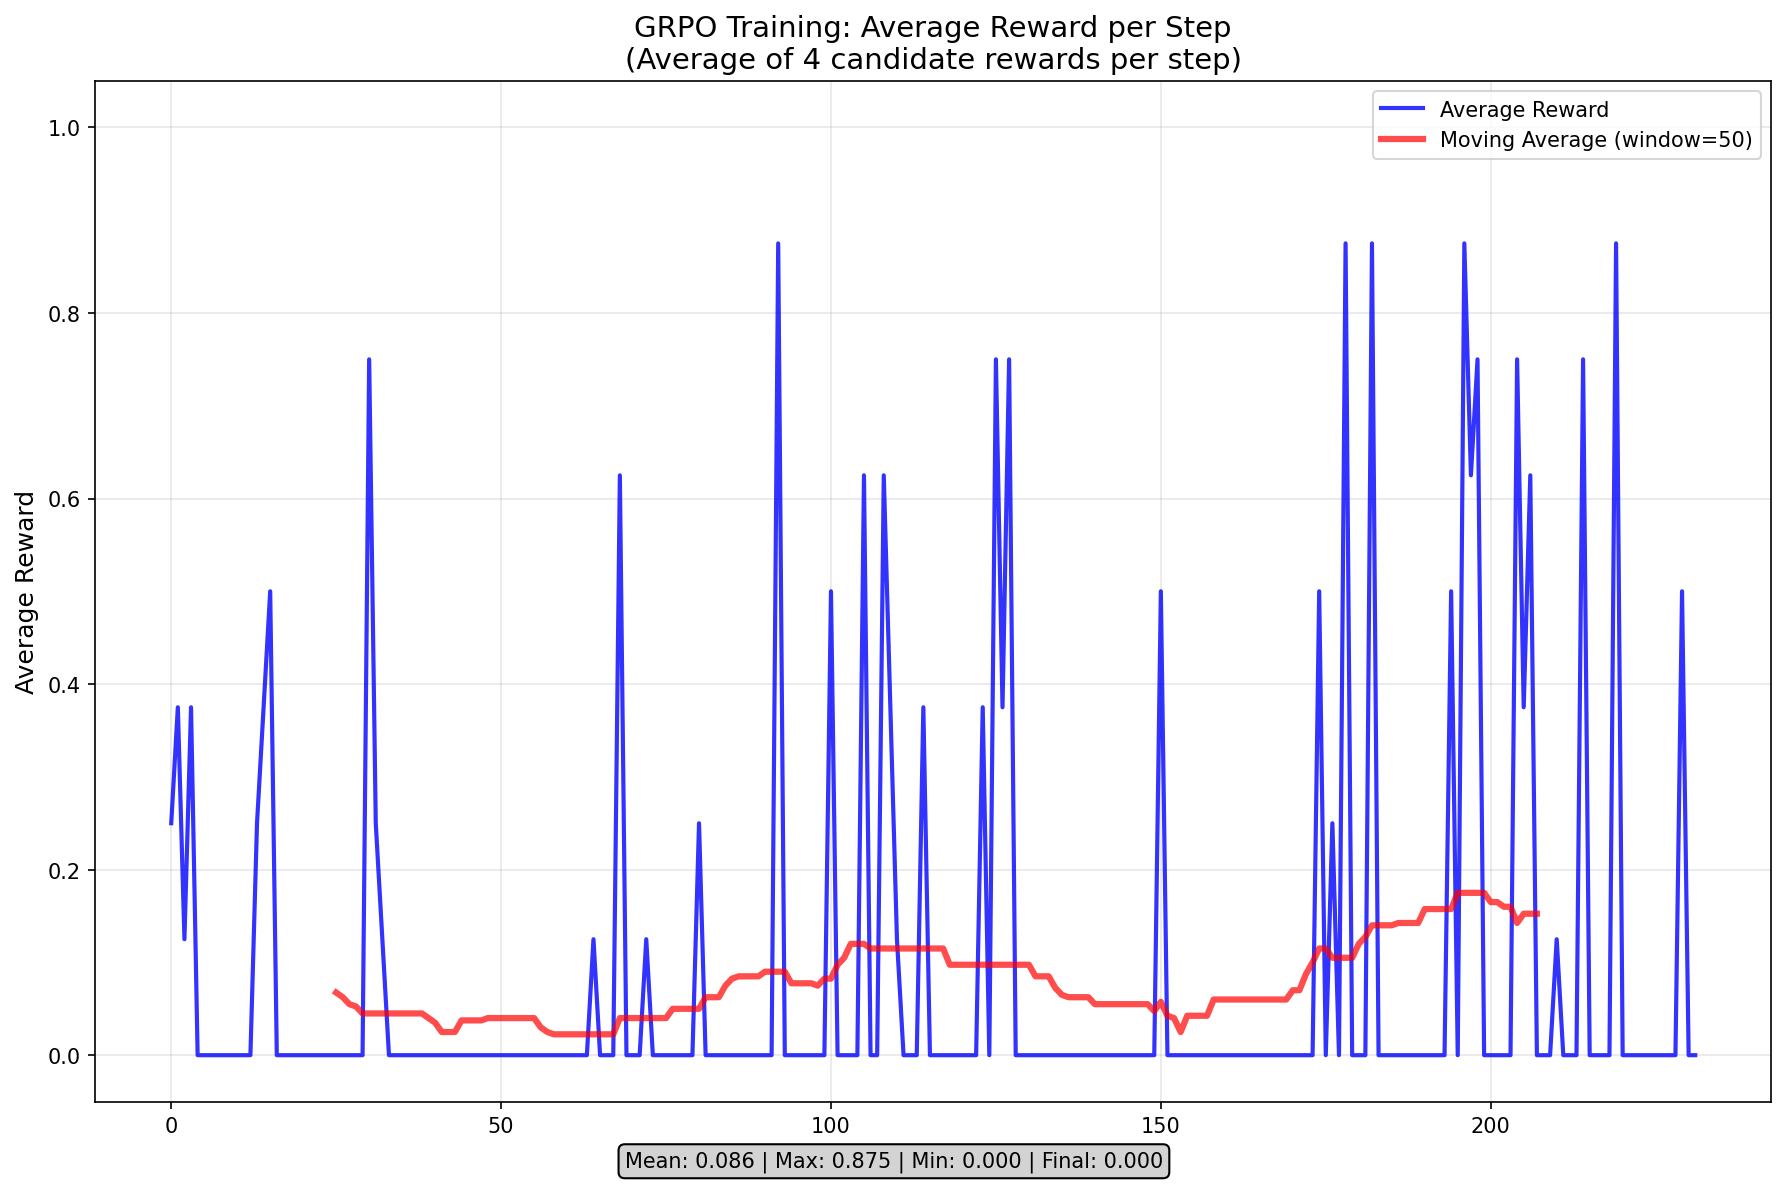 GRPO Training: Average Reward per Step
(Average of 4 candidate rewards per step)
Average Reward
Moving Average (window=50)
Average Reward
1.0
0.8
0.6
0.4
0.2
0.0
0 50 100 150 200
Mean: 0.086 | Max: 0.875 | Min: 0.000 | Final: 0.000